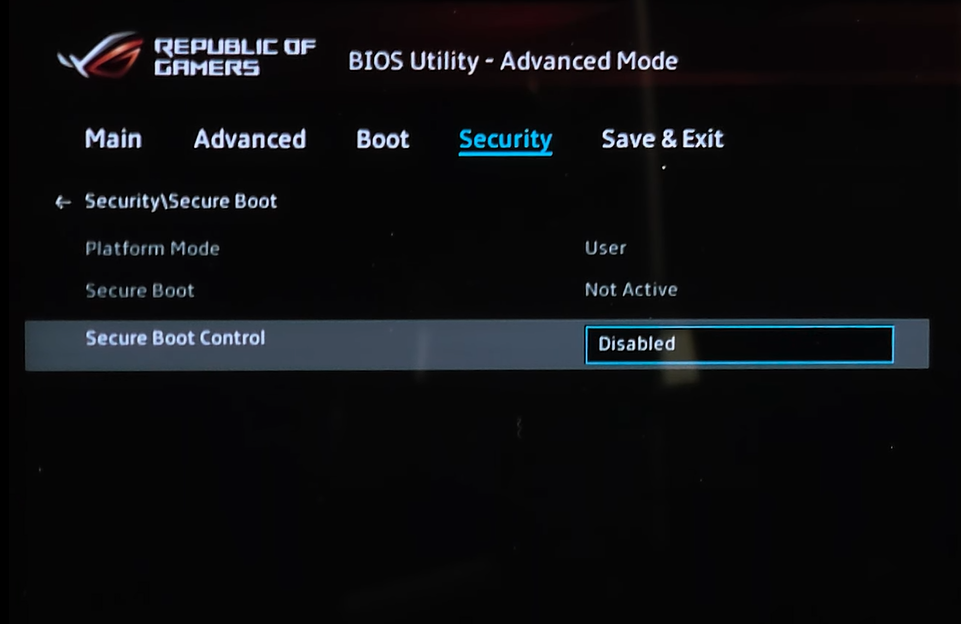 REPUBLIC OF
GAMERS
BIOS Utility - Advanced Mode
Main Advanced Boot Security Save & Exit
← Security\Secure Boot
Platform Mode User
Secure Boot Not Active
Secure Boot Control Disabled